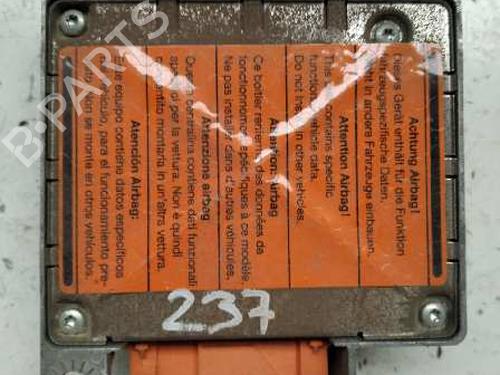 Achtung Airbag!
Dieses Gerät enthält für die Funktion
fahrzeugspezifische Daten.
Nicht in andere Fahrzeuge einbauen.
Attention Airbag!
This unit contains specific
function vehicle data.
Do not install in other vehicles.
Attention: Airbag
Ce boitier renferme des données de
fonctionnement spécifiques à ce modèle.
Ne pas installer dans d'autres véhicules.
Attenzione airbag
Questa centralina contiene dati funzionali
specifici per la vettura. Non è quindi
consentito montarla in un'altra vettura.
Atención Airbag:
Este equipo contiene datos específicos
vehículo, para el funcionamiento pre-
No se monte en otros vehículos.
237
B-PARTS